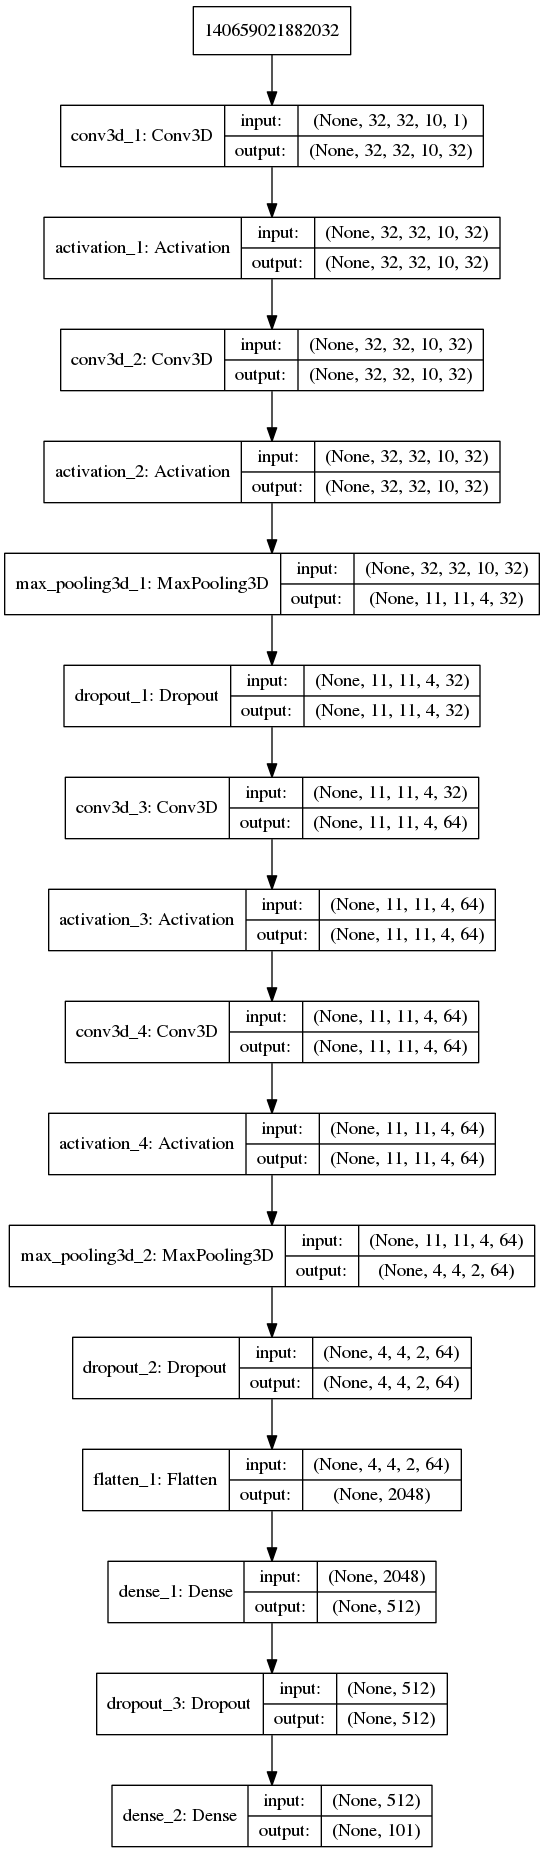 140659021882032
conv3d_1: Conv3D
input: (None, 32, 32, 10, 1)
output: (None, 32, 32, 10, 32)
activation_1: Activation
input: (None, 32, 32, 10, 32)
output: (None, 32, 32, 10, 32)
conv3d_2: Conv3D
input: (None, 32, 32, 10, 32)
output: (None, 32, 32, 10, 32)
activation_2: Activation
input: (None, 32, 32, 10, 32)
output: (None, 32, 32, 10, 32)
max_pooling3d_1: MaxPooling3D
input: (None, 32, 32, 10, 32)
output: (None, 11, 11, 4, 32)
dropout_1: Dropout
input: (None, 11, 11, 4, 32)
output: (None, 11, 11, 4, 32)
conv3d_3: Conv3D
input: (None, 11, 11, 4, 32)
output: (None, 11, 11, 4, 64)
activation_3: Activation
input: (None, 11, 11, 4, 64)
output: (None, 11, 11, 4, 64)
conv3d_4: Conv3D
input: (None, 11, 11, 4, 64)
output: (None, 11, 11, 4, 64)
activation_4: Activation
input: (None, 11, 11, 4, 64)
output: (None, 11, 11, 4, 64)
max_pooling3d_2: MaxPooling3D
input: (None, 11, 11, 4, 64)
output: (None, 4, 4, 2, 64)
dropout_2: Dropout
input: (None, 4, 4, 2, 64)
output: (None, 4, 4, 2, 64)
flatten_1: Flatten
input: (None, 4, 4, 2, 64)
output: (None, 2048)
dense_1: Dense
input: (None, 2048)
output: (None, 512)
dropout_3: Dropout
input: (None, 512)
output: (None, 512)
dense_2: Dense
input: (None, 512)
output: (None, 101)